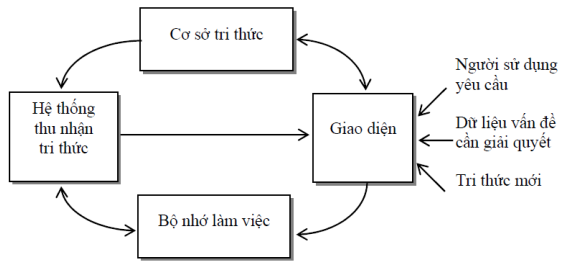 Cơ sở tri thức
Hệ thống
thu nhận
tri thức
Giao diện
Người sử dụng
yêu cầu
Dữ liệu vấn đề
cần giải quyết
Tri thức mới
Bộ nhớ làm việc